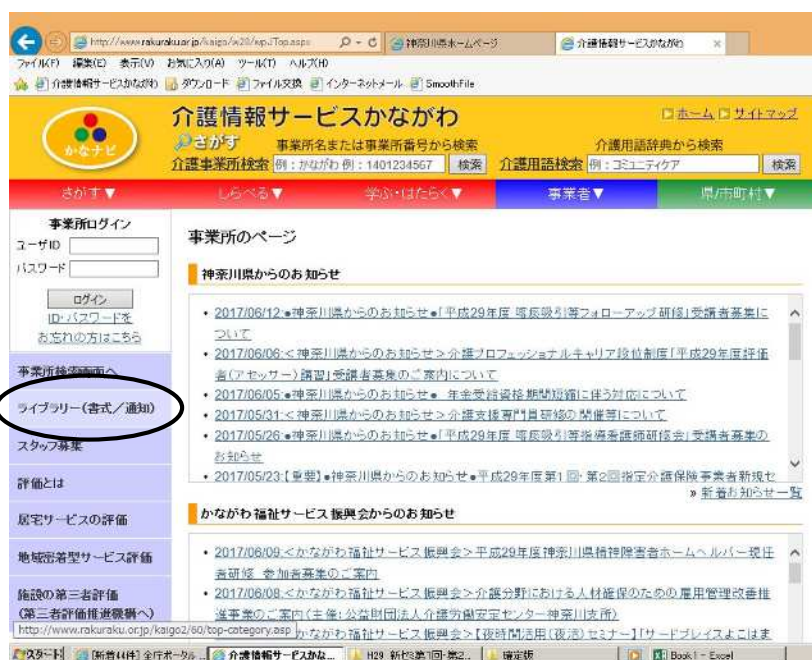 http://www.rakuraku.or.jp/kaigo/w28/wp-JTop.aspx
神奈川県ホームページ
介護情報サービスかながわ
ファイル(F) 編集(E) 表示(V) お気に入り(A) ツール(T) ヘルプ(H)
介護情報サービスかながわ ダウンロード ファイル交換 インターネットメール SmoothFile
かなナビ
介護情報サービスかながわ
ホーム サイトマップ
さがす 事業所名または事業所番号から検索 介護用語辞典から検索
介護事業所検索 例：かながわ 例：1401234567 検索 介護用語検索 例：コミュニティケア 検索
さがす▼ しらべる▼ 学ぶ・はたらく▼ 事業者▼ 県/市町村▼
事業所ログイン
ユーザID
パスワード
ログイン
ID・パスワードを
お忘れの方はこちら
事業所検索画面へ
ライブラリー(書式／通知)
スタッフ募集
評価とは
居宅サービスの評価
地域密着型サービス評価
施設の第三者評価
(第三者評価推進機構へ)
事業所のページ
神奈川県からのお知らせ
・2017/06/12:●神奈川県からのお知らせ●「平成29年度 喀痰吸引等フォローアップ研修」受講者募集に
ついて
・2017/06/06:＜神奈川県からのお知らせ＞介護プロフェッショナルキャリア段位制度「平成29年度評価
者(アセッサー)講習」受講者募集のご案内について
・2017/06/05:●神奈川県からのお知らせ● 年金受給資格期間短縮に伴う対応について
・2017/05/31:＜神奈川県からのお知らせ＞介護支援専門員研修の開催等について
・2017/05/26:●神奈川県からのお知らせ●「平成29年度 喀痰吸引等指導看護師研修会」受講者募集の
お知らせ
・2017/05/23:【重要】●神奈川県からのお知らせ●平成29年度第1回・第2回指定介護保険事業者新規セ
» 新着お知らせ一覧
かながわ福祉サービス振興会からのお知らせ
・2017/06/09:＜かながわ福祉サービス振興会＞平成29年度神奈川県精神障害者ホームヘルパー現任
者研修 参加者募集のご案内
・2017/06/08:＜かながわ福祉サービス振興会＞介護分野における人材確保のための雇用管理改善推
進事業のご案内(主催:公益財団法人介護労働安定センター神奈川支所)
かながわ福祉サービス振興会＞【夜時間活用(夜活)セミナー】「サードプレイスよこはま
http://www.rakuraku.or.jp/kaigo2/60/top-category.asp
スタート 【新着44件】全庁ポータル... 介護情報サービスかな... H29 新セミ第1回・第2... 確定版 Book1 - Excel